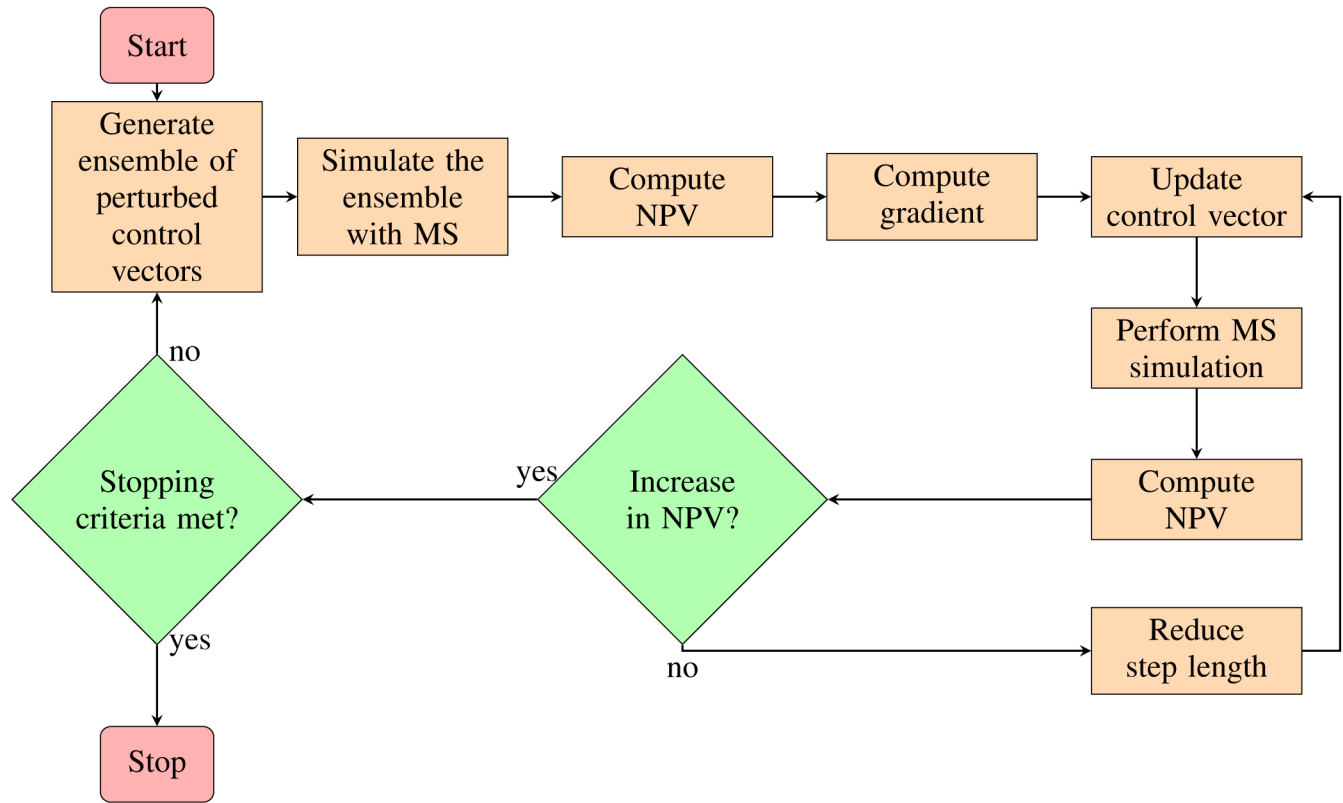 Start
Generate
ensemble of
perturbed
control
vectors
Simulate the
ensemble
with MS
Compute
NPV
Compute
gradient
Update
control vector
Perform MS
simulation
Compute
NPV
Increase
in NPV?
yes
no
Reduce
step length
Stopping
criteria met?
no
yes
Stop